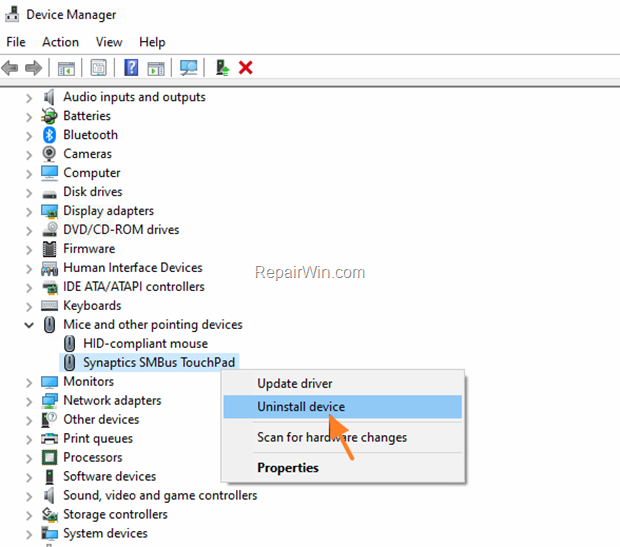 Device Manager
File Action View Help
Audio inputs and outputs
Batteries
Bluetooth
Cameras
Computer
Disk drives
Display adapters
DVD/CD-ROM drives
Firmware
Human Interface Devices
RepairWin.com
IDE ATA/ATAPI controllers
Keyboards
Mice and other pointing devices
HID-compliant mouse
Synaptics SMBus TouchPad
Monitors
Network adapters
Other devices
Print queues
Processors
Software devices
Sound, video and game controllers
Storage controllers
System devices
Update driver
Uninstall device
Scan for hardware changes
Properties